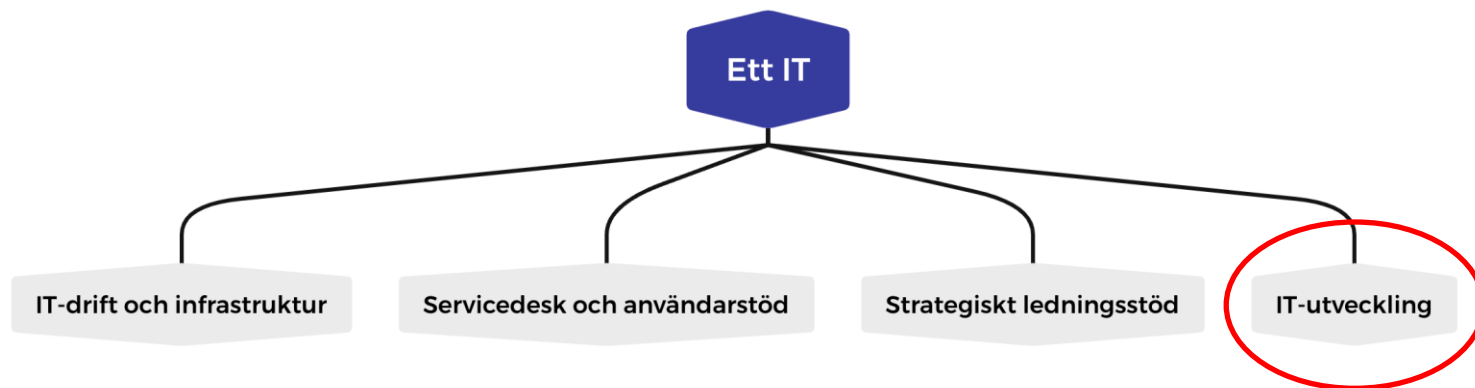 Ett IT
IT-drift och infrastruktur
Servicedesk och användarstöd
Strategiskt ledningsstöd
IT-utveckling